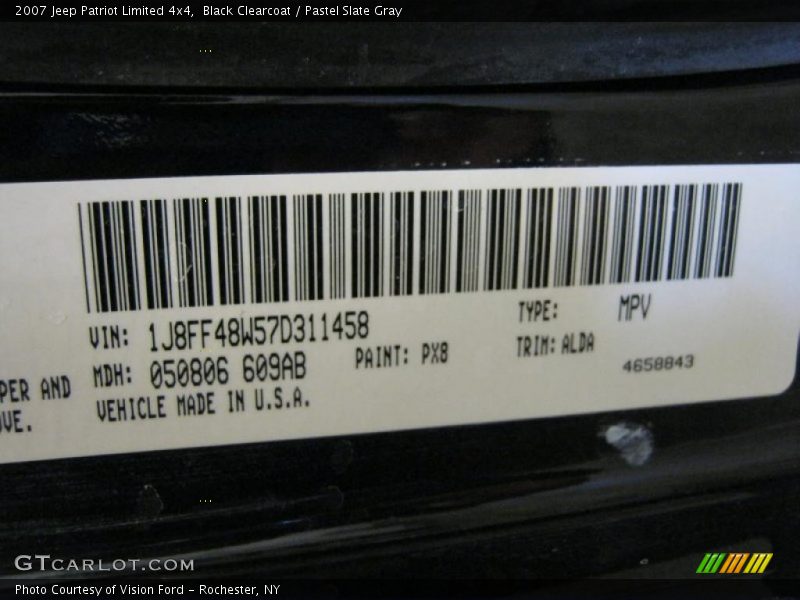 2007 Jeep Patriot Limited 4x4, Black Clearcoat / Pastel Slate Gray
VIN: 1J8FF48W57D311458
TYPE: MPV
PER AND MDH: 050806 609AB PAINT: PX8 TRIM: ALDA
VE. VEHICLE MADE IN U.S.A. 4658843
GTCARLOT.COM
Photo Courtesy of Vision Ford – Rochester, NY